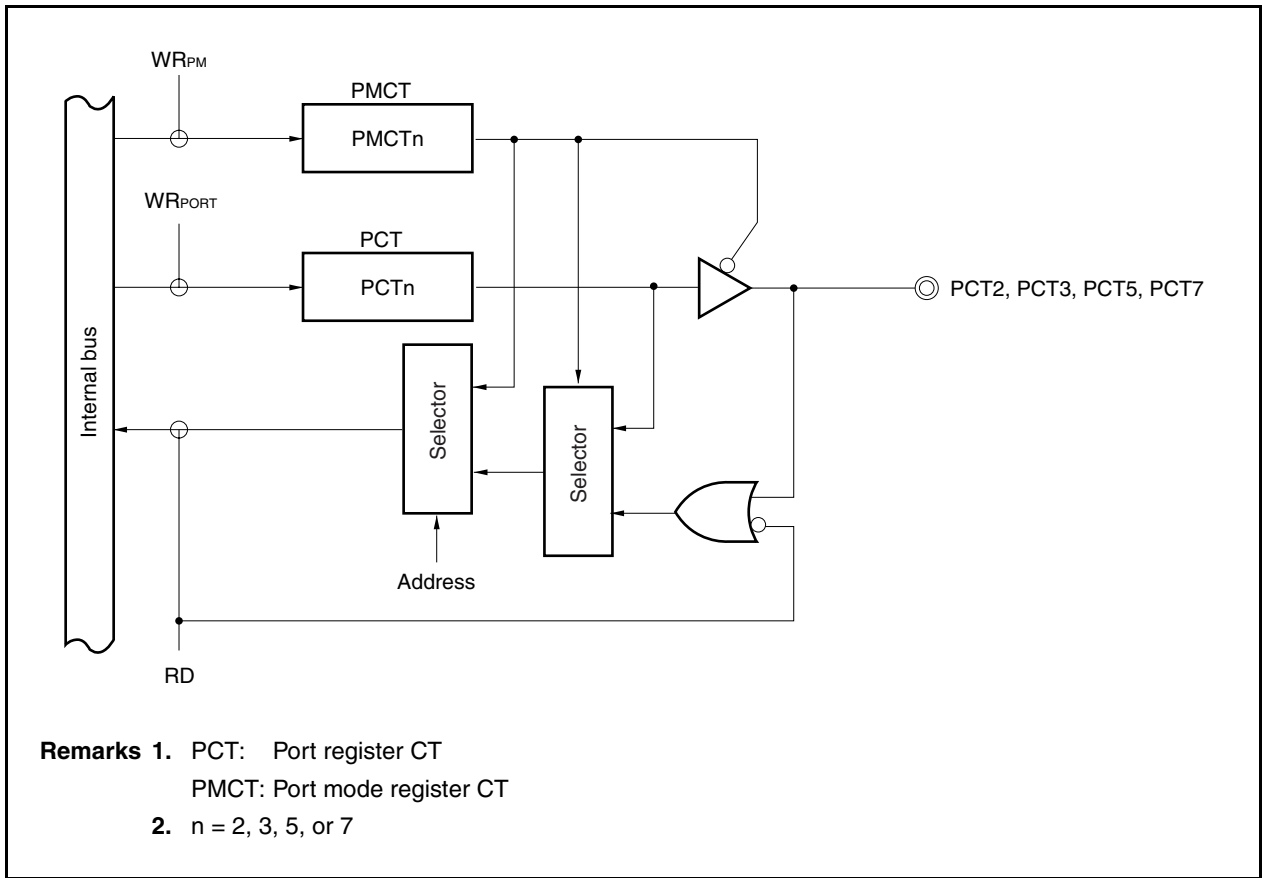 WRPM
PMCT
PMCTn
WRPORT
PCT
PCTn
PCT2, PCT3, PCT5, PCT7
Internal bus
Selector
Selector
Address
RD
Remarks 1. PCT: Port register CT
PMCT: Port mode register CT
2. n = 2, 3, 5, or 7